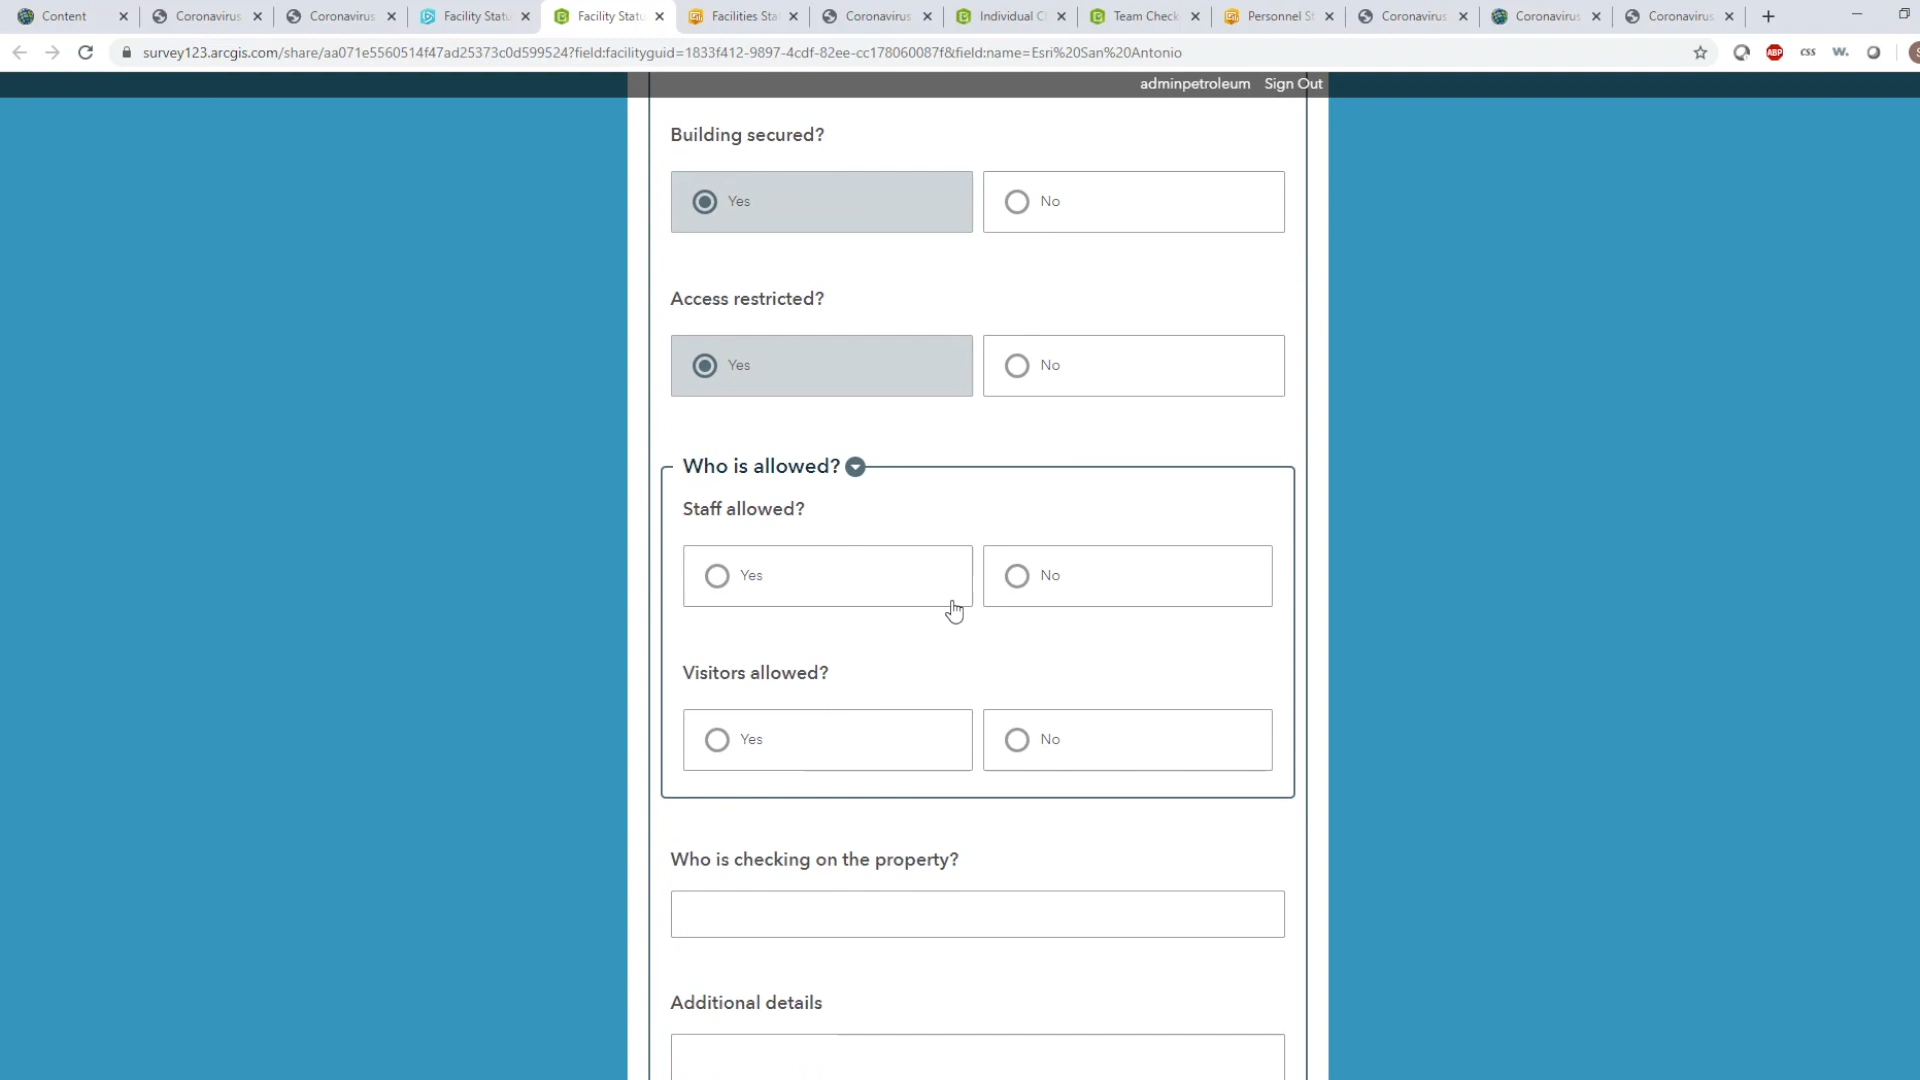 Content
Coronavirus
Coronavirus
Facility Statu
Facility Statu
Facilities Sta
Coronavirus
Individual C
Team Check
Personnel S
Coronavirus
Coronavirus
Coronavirus
survey123.arcgis.com/share/aa071e5560514f47ad25373c0d599524?field:facilityguid=1833f412-9897-4cdf-82ee-cc178060087f&field:name=Esri%20San%20Antonio
ABP
css
W.
adminpetroleum Sign Out
Building secured?
Yes
No
Access restricted?
Yes
No
Who is allowed?
Staff allowed?
Yes
No
Visitors allowed?
Yes
No
Who is checking on the property?
Additional details